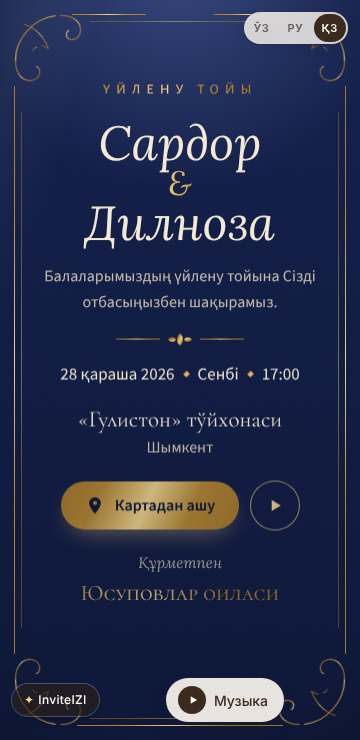 ЎЗ РУ ҚЗ
ҮЙЛЕНУ ТОЙЫ
Сардор
&
Дилноза
Балаларымыздың үйлену тойына Сізді
отбасыңызбен шақырамыз.
28 қараша 2026 ◆ Сенбі ◆ 17:00
«Гулистон» тўйхонаси
Шымкент
Картадан ашу
Құрметпен
Юсуповлар оиласи
✦ InviteIZI
Музыка